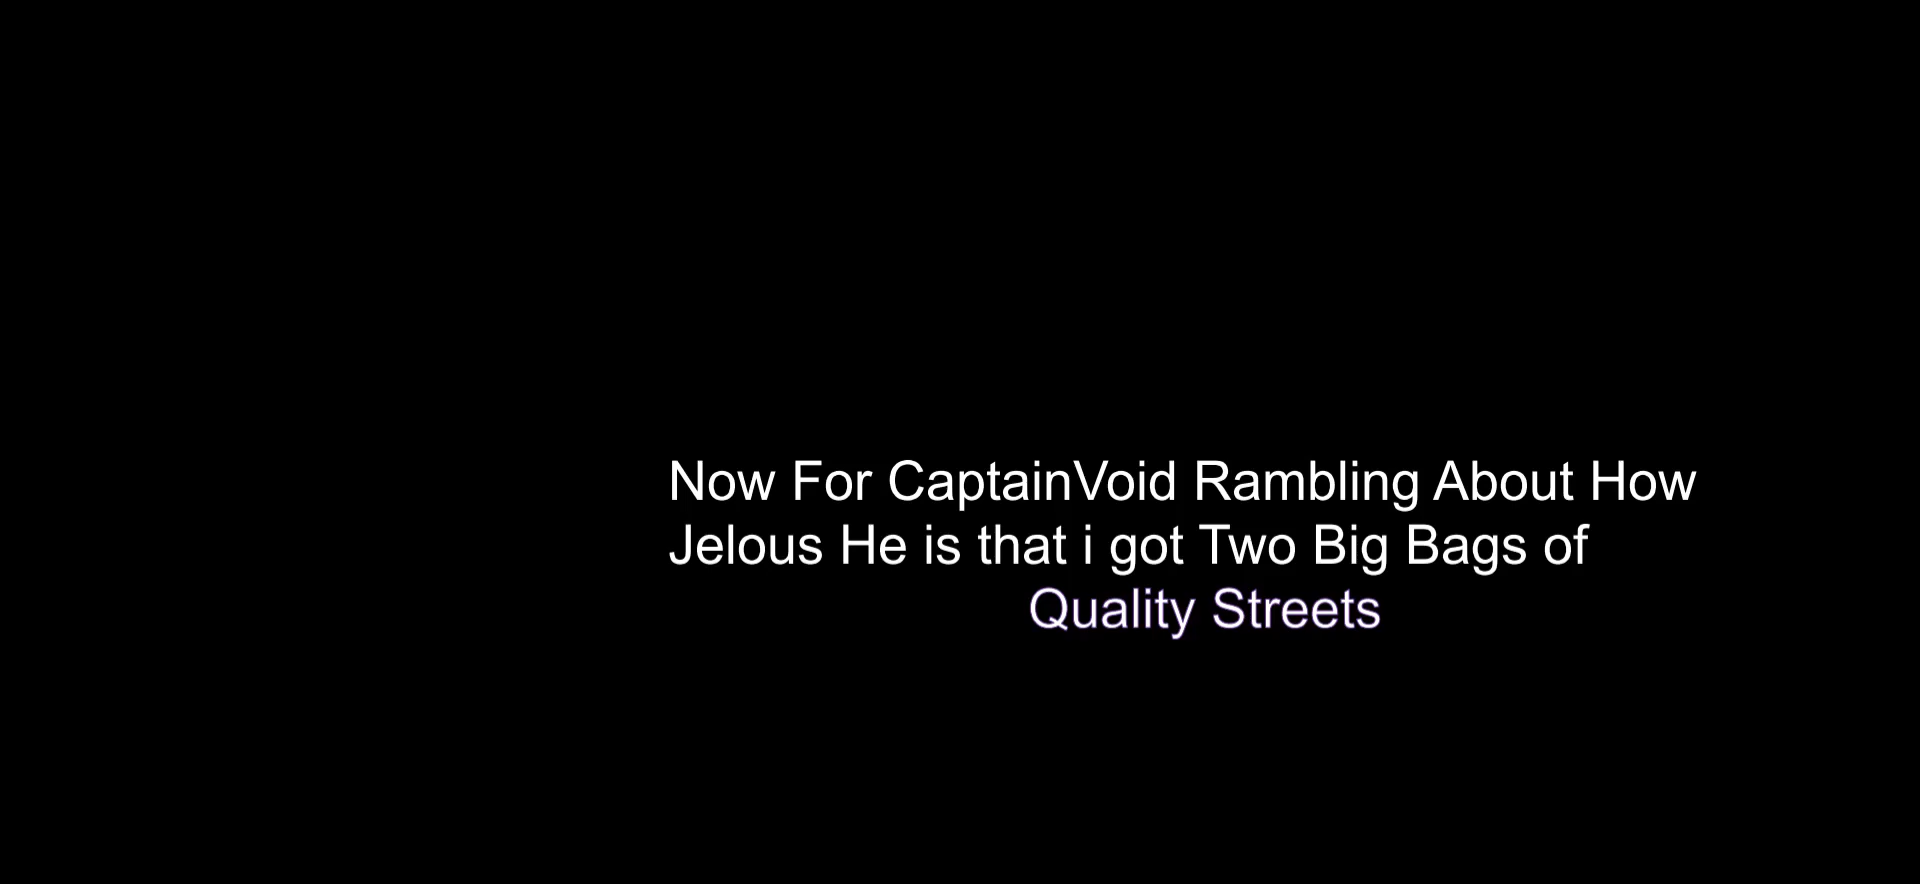 Now For CaptainVoid Rambling About How
Jelous He is that i got Two Big Bags of
Quality Streets